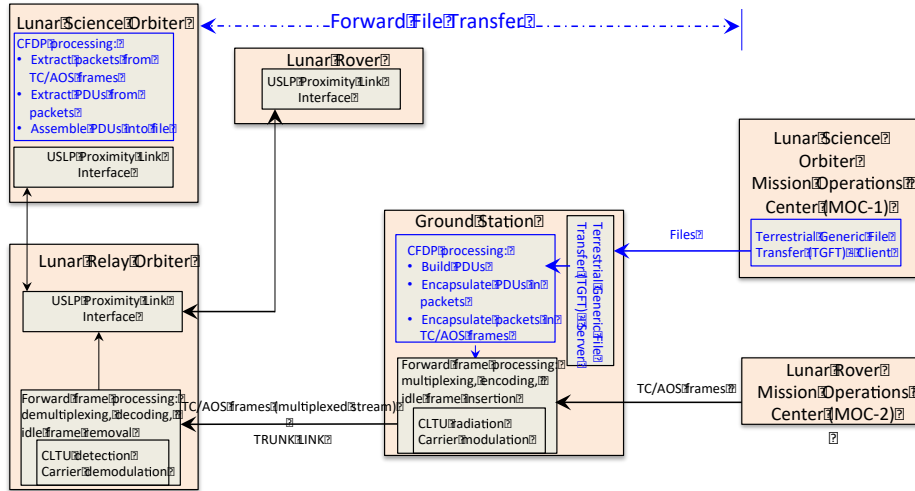 Forward File Transfer
Lunar Science Orbiter
CFDP processing:
• Extract packets from
TC/AOS frames
• Extract PDUs from
packets
• Assemble PDUs into file
USLP Proximity Link
Interface
Lunar Rover
USLP Proximity Link
Interface
Lunar Science
Orbiter
Mission Operations
Center (MOC-1)
Terrestrial Generic File
Transfer (TGFT) - Client
Files
Ground Station
CFDP processing:
• Build PDUs
• Encapsulate PDUs in
packets
• Encapsulate packets in
TC/AOS frames
Terrestrial Generic File
Transfer (TGFT) - Server
Forward frame processing:
multiplexing, encoding,
idle frame insertion
CLTU radiation
Carrier modulation
Lunar Relay Orbiter
USLP Proximity Link
Interface
Forward frame processing:
demultiplexing, decoding,
idle frame removal
CLTU detection
Carrier demodulation
TC/AOS frames (multiplexed stream)
TRUNK LINK
TC/AOS frames
Lunar Rover
Mission Operations
Center (MOC-2)